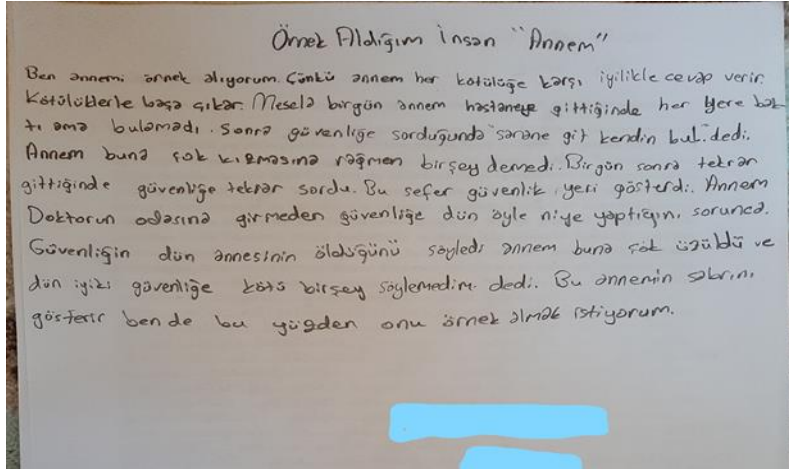 Örnek Aldığım İnsan "Annem"
Ben annemi örnek alıyorum. Çünkü annem her kötülüğe karşı iyilikle cevap verir.
Kötülüklerle başa çıkar. Mesela birgün annem hastaneye gittiğinde her yere bak
tı ama bulamadı. Sonra güvenliğe sorduğunda "sanane git kendin bul." dedi.
Annem buna çok kızmasına rağmen birşey demedi. Birgün sonra tekrar
gittiğinde güvenliğe tekrar sordu. Bu sefer güvenlik yeri gösterdi. Annem
Doktorun odasına girmeden güvenliğe dün öyle niye yaptığını sorunca.
Güvenliğin dün annesinin öldüğünü söyledi annem buna çok üzüldü ve
dün iyiki güvenliğe kötü birşey söylemedim. dedi. Bu annemin sabrını
gösterir ben de bu yüzden onu örnek almak istiyorum.